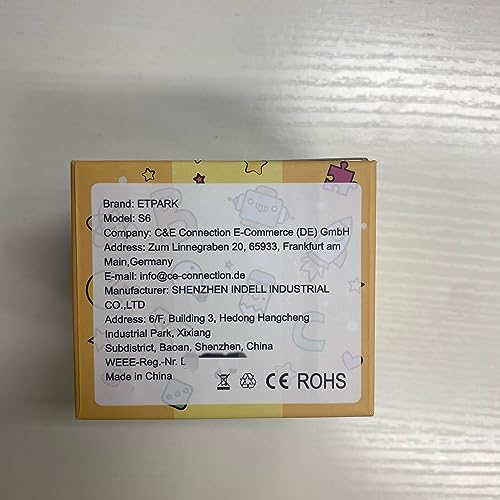 Brand: ETPARK
Model: S6
Company: C&E Connection E-Commerce (DE) GmbH
Address: Zum Linnegraben 20, 65933, Frankfurt am
Main,Germany
E-mail: info@ce-connection.de
Manufacturer: SHENZHEN INDELL INDUSTRIAL
CO.,LTD
Address: 6/F, Building 3, Hedong Hangcheng
Industrial Park, Xixiang
Subdistrict, Baoan, Shenzhen, China
WEEE-Reg.-Nr.
Made in China
CE ROHS